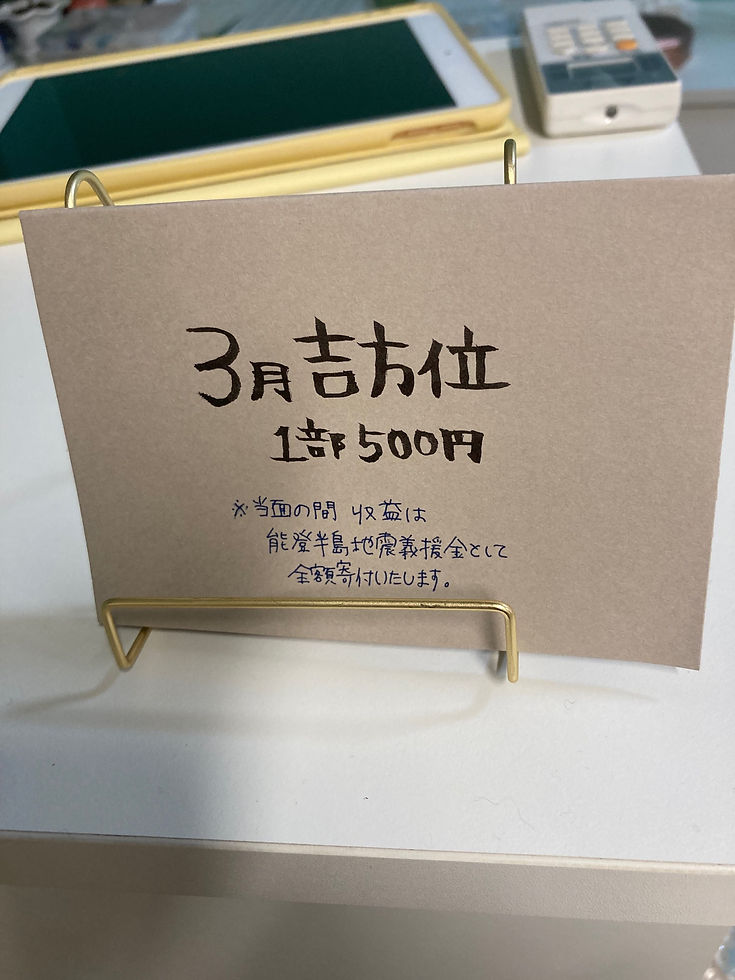 3月吉方位
1部500円
※当面の間 収益は
能登半島地震義援金として
全額寄付いたします。